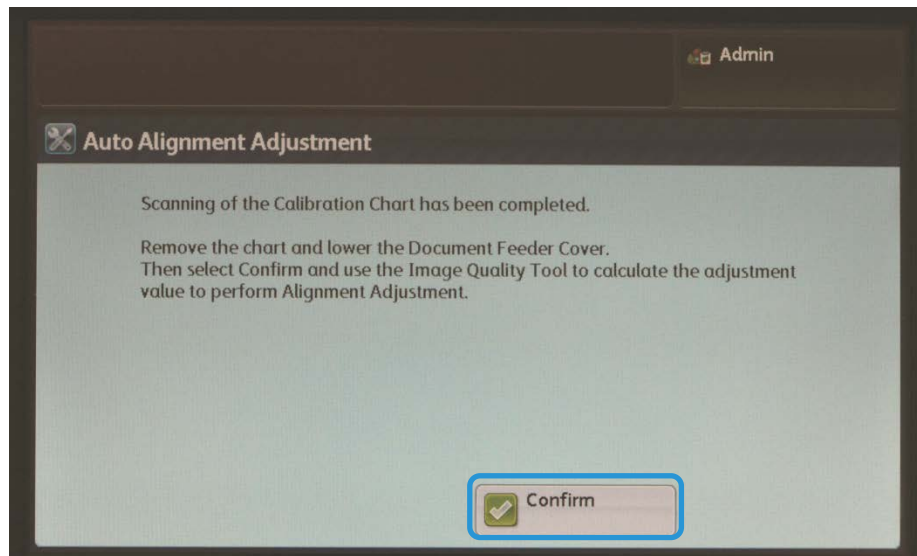 Admin
Auto Alignment Adjustment
Scanning of the Calibration Chart has been completed.
Remove the chart and lower the Document Feeder Cover.
Then select Confirm and use the Image Quality Tool to calculate the adjustment
value to perform Alignment Adjustment.
Confirm